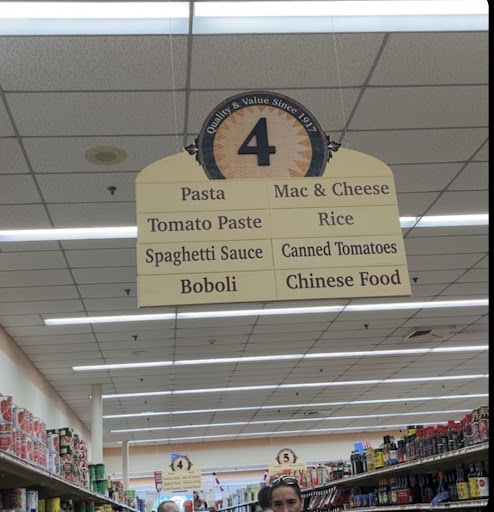 Quality & Value Since 1917
4
Pasta
Mac & Cheese
Tomato Paste
Rice
Spaghetti Sauce
Canned Tomatoes
Boboli
Chinese Food
4
5